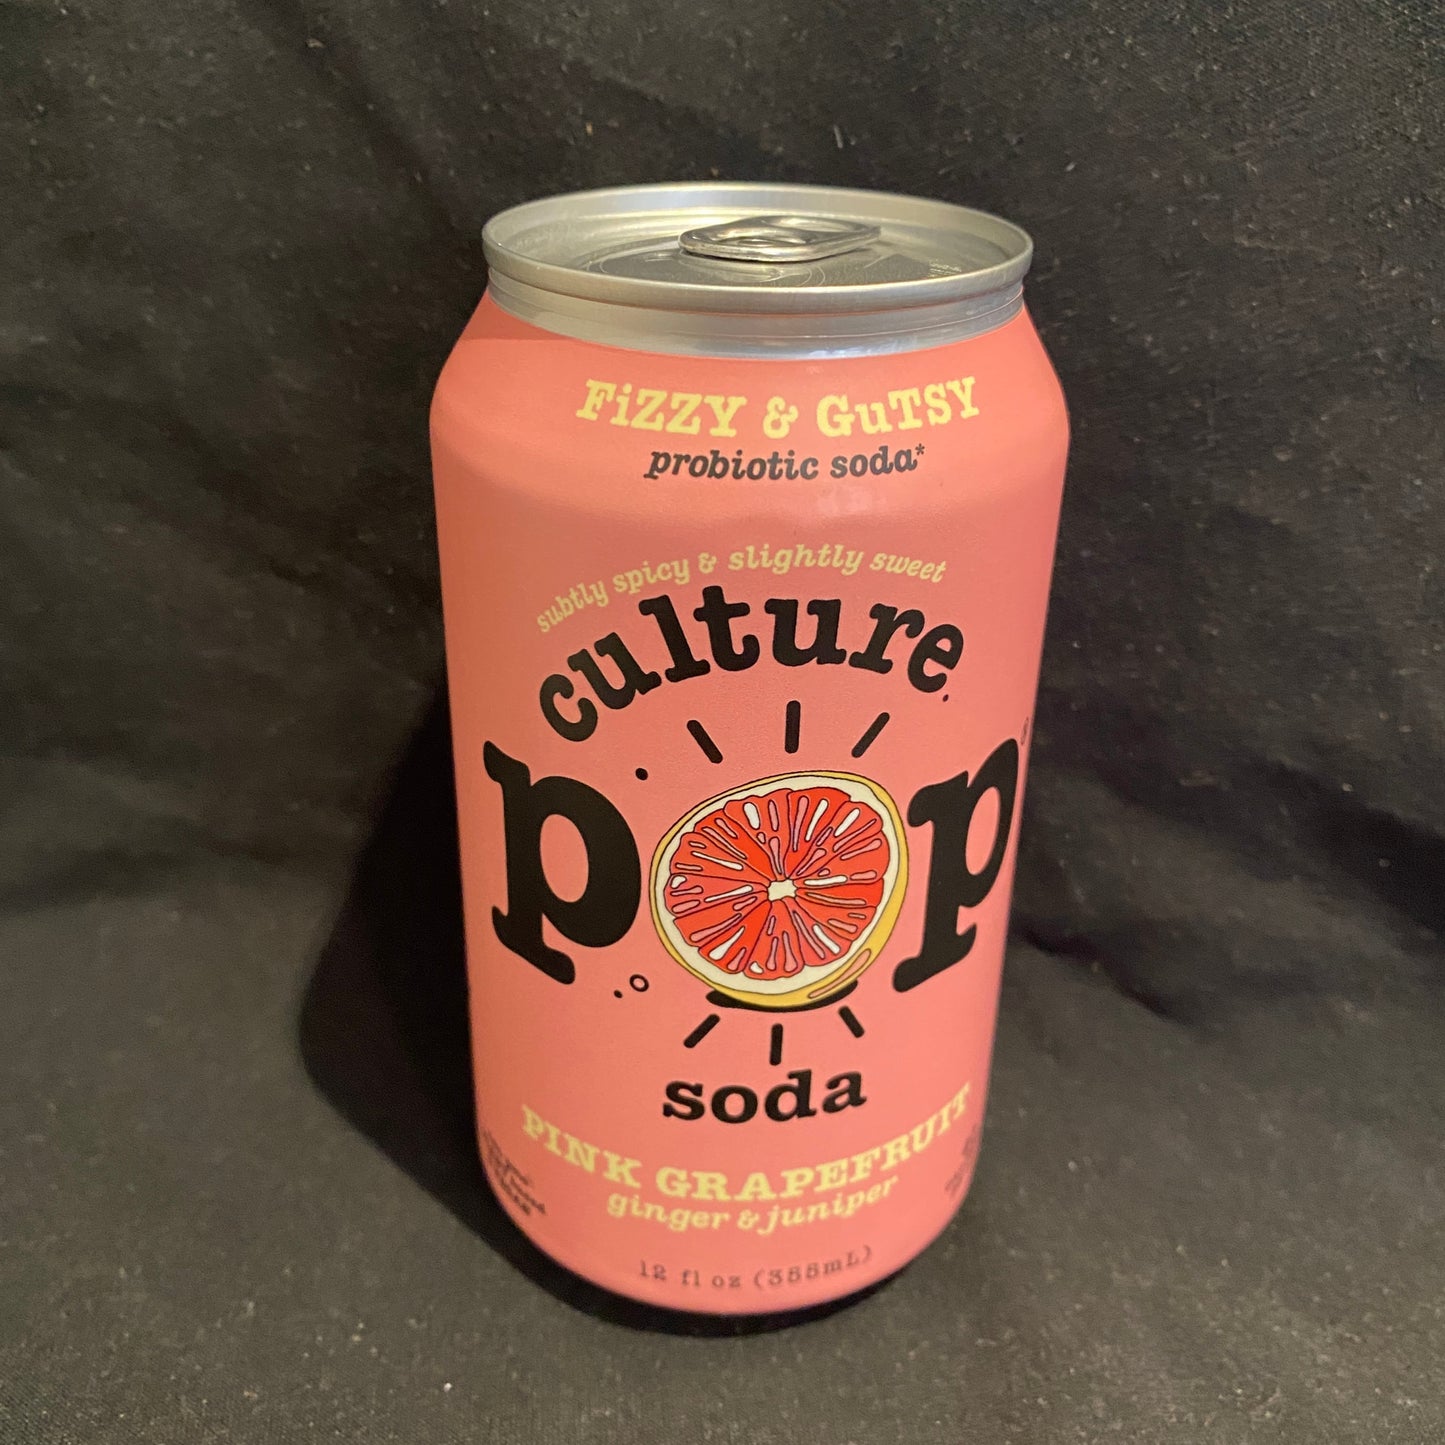 FiZZY & GuTSY
probiotic soda*
subtly spicy & slightly sweet
culture
pop
soda
PINK GRAPEFRUIT
ginger & juniper
12 fl oz (355mL)